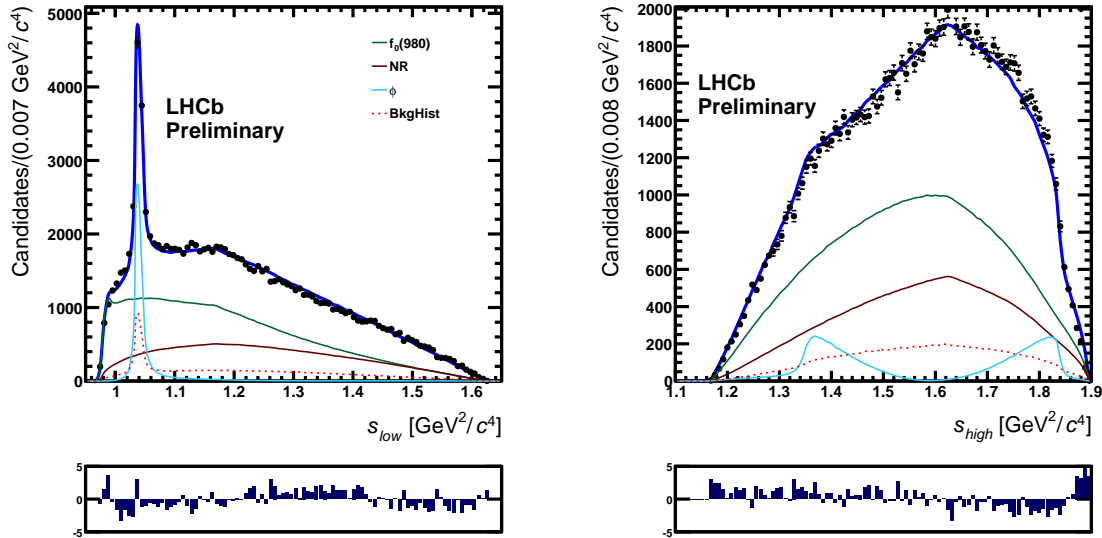 Candidates/(0.007 GeV²/c⁴)
5000
4000
3000
2000
1000
0
LHCb
Preliminary
f₀(980)
NR
ϕ
BkgHist
1 1.1 1.2 1.3 1.4 1.5 1.6
s_low [GeV²/c⁴]
5
0
-5
Candidates/(0.008 GeV²/c⁴)
2000
1800
1600
1400
1200
1000
800
600
400
200
0
LHCb
Preliminary
1.1 1.2 1.3 1.4 1.5 1.6 1.7 1.8 1.9
s_high [GeV²/c⁴]
5
0
-5